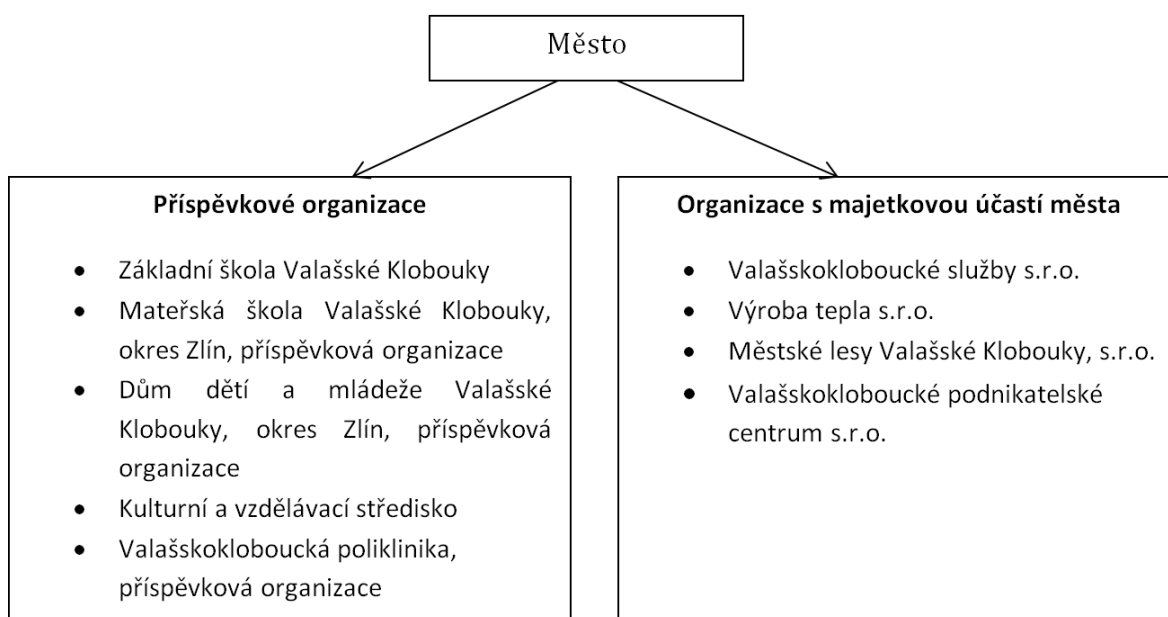 Město
Příspěvkové organizace
• Základní škola Valašské Klobouky
• Mateřská škola Valašské Klobouky,
okres Zlín, příspěvková organizace
• Dům dětí a mládeže Valašské
Klobouky, okres Zlín, příspěvková
organizace
• Kulturní a vzdělávací středisko
• Valašskokloboucká poliklinika,
příspěvková organizace
Organizace s majetkovou účastí města
• Valašskokloboucké služby s.r.o.
• Výroba tepla s.r.o.
• Městské lesy Valašské Klobouky, s.r.o.
• Valašskokloboucké podnikatelské
centrum s.r.o.